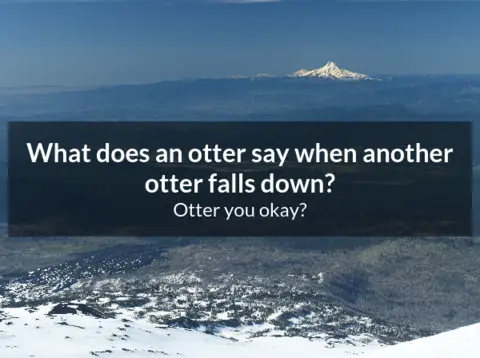 What does an otter say when another
otter falls down?
Otter you okay?